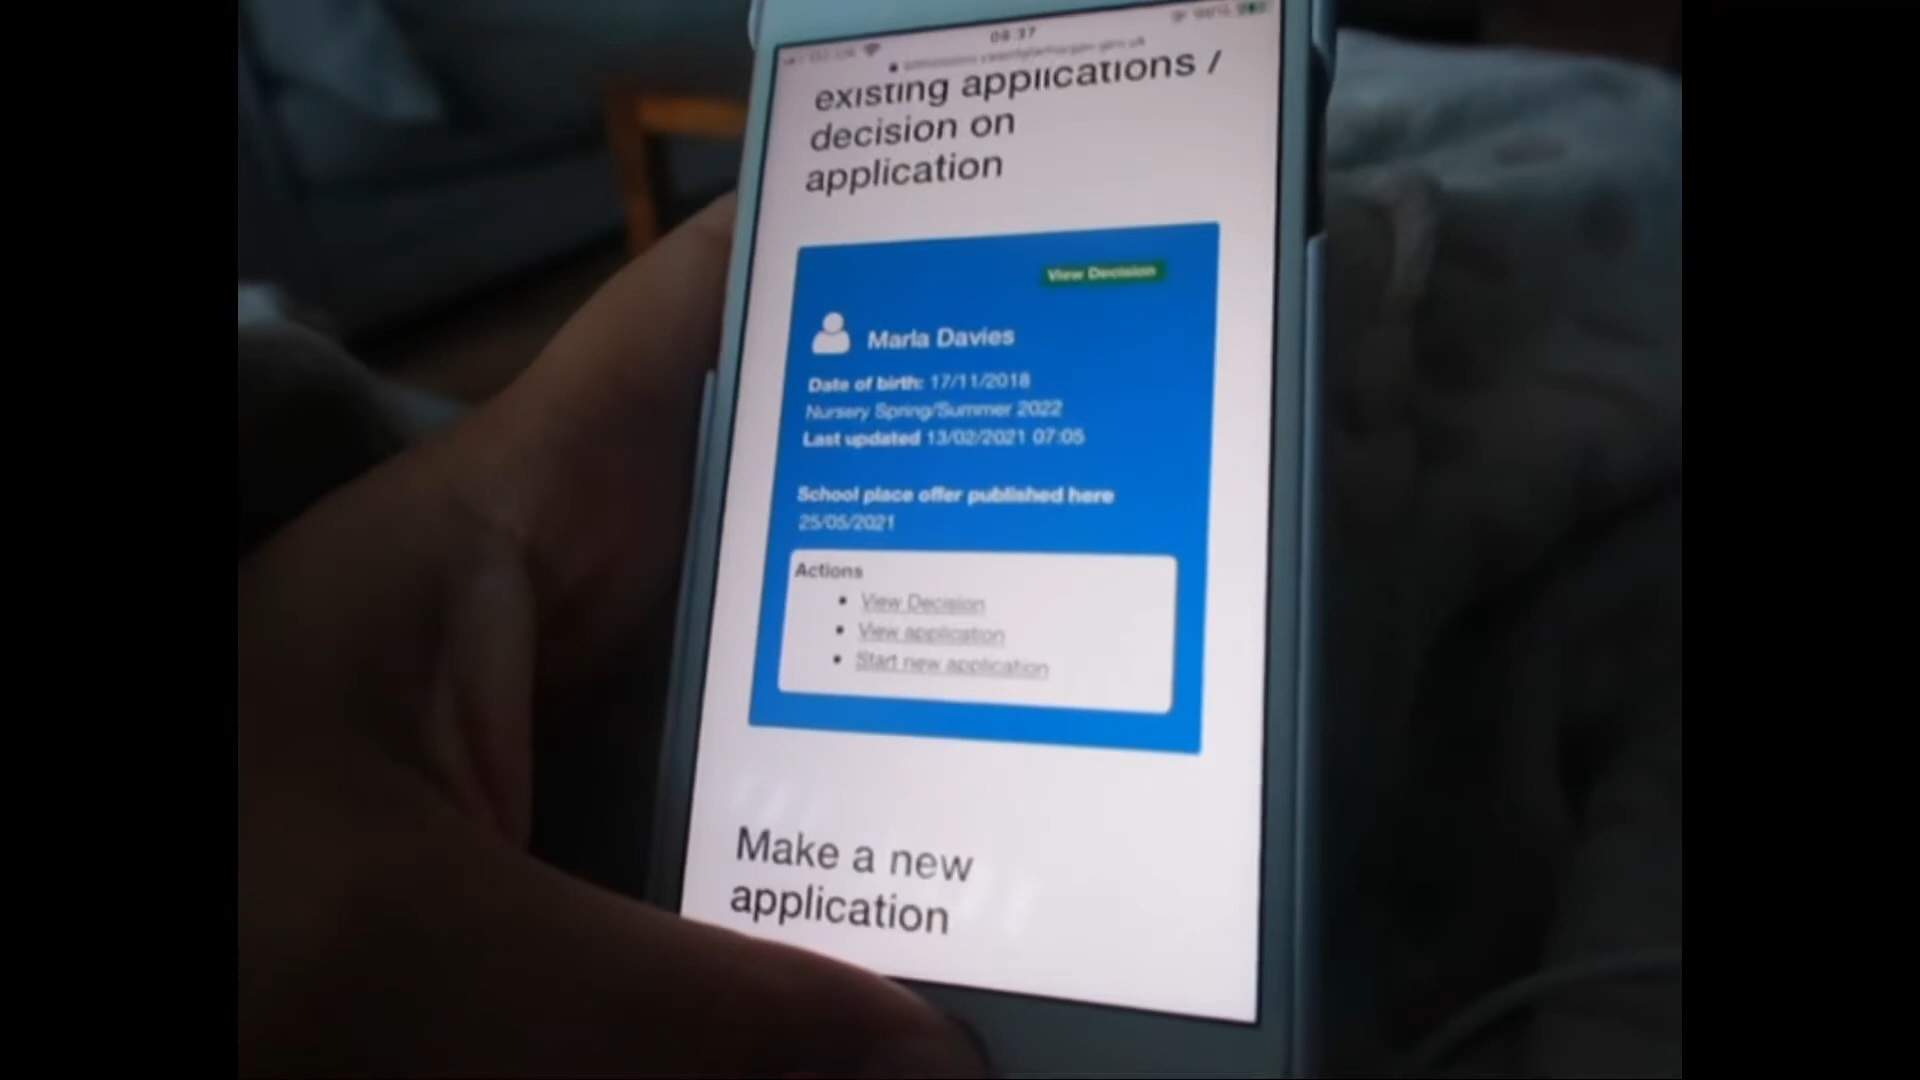 08:37
existing applications /
decision on
application
View Decision
Marla Davies
Date of birth: 17/11/2018
Nursery Spring/Summer 2022
Last updated 13/02/2021 07:05
School place offer published here
25/05/2021
Actions
View Decision
View application
Start new application
Make a new
application